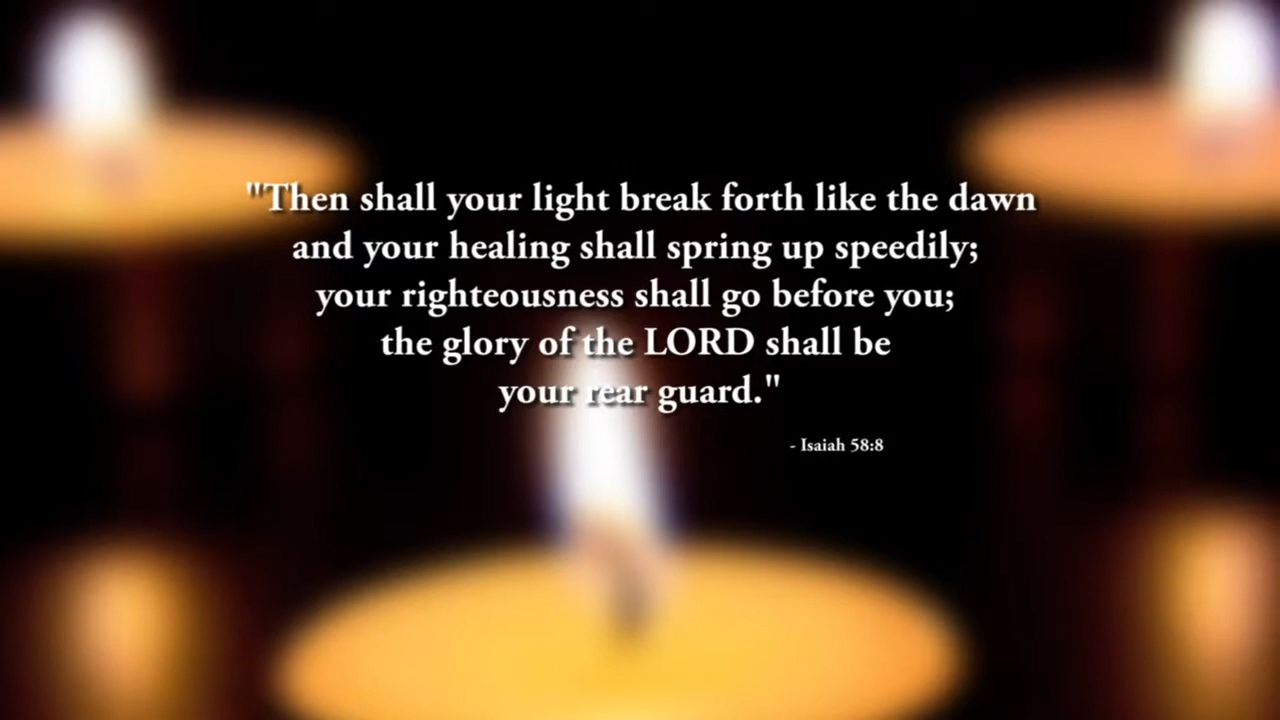 "Then shall your light break forth like the dawn
and your healing shall spring up speedily;
your righteousness shall go before you;
the glory of the LORD shall be
your rear guard."
- Isaiah 58:8